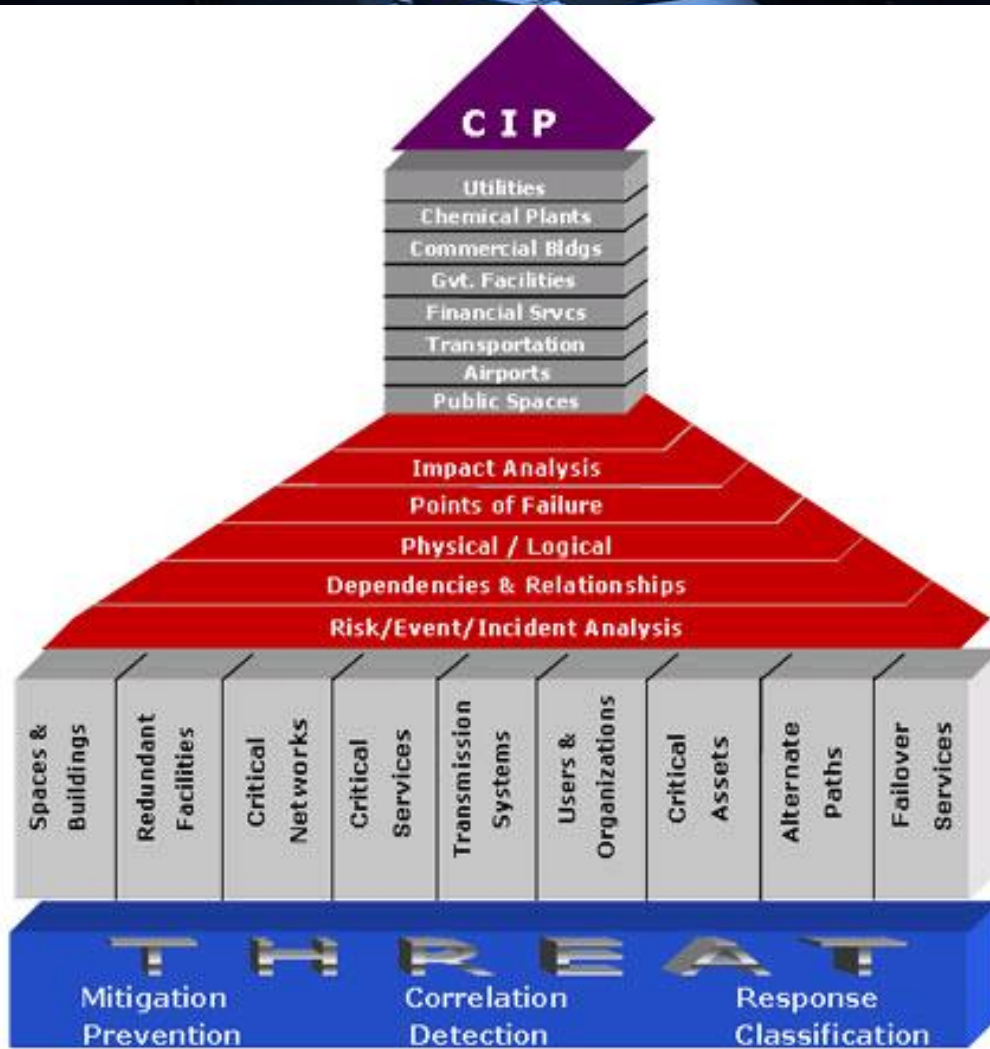 CIP
Utilities
Chemical Plants
Commercial Bldgs
Gvt. Facilities
Financial Srvcs
Transportation
Airports
Public Spaces
Impact Analysis
Points of Failure
Physical / Logical
Dependencies & Relationships
Risk/Event/Incident Analysis
Spaces &
Buildings
Redundant
Facilities
Critical
Networks
Critical
Services
Transmission
Systems
Users &
Organizations
Critical
Assets
Alternate
Paths
Failover
Services
THREAT
Mitigation
Prevention
Correlation
Detection
Response
Classification